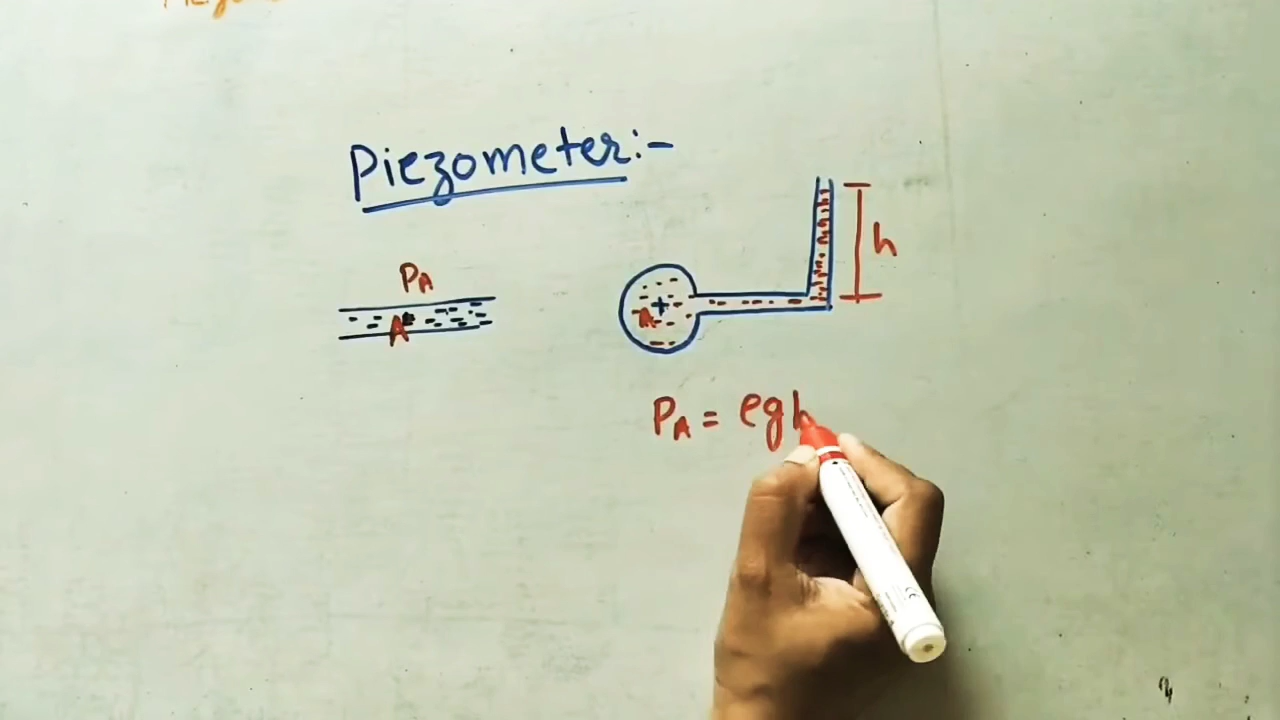 Piezometer:-
PA
A
A
h
PA = ρgh